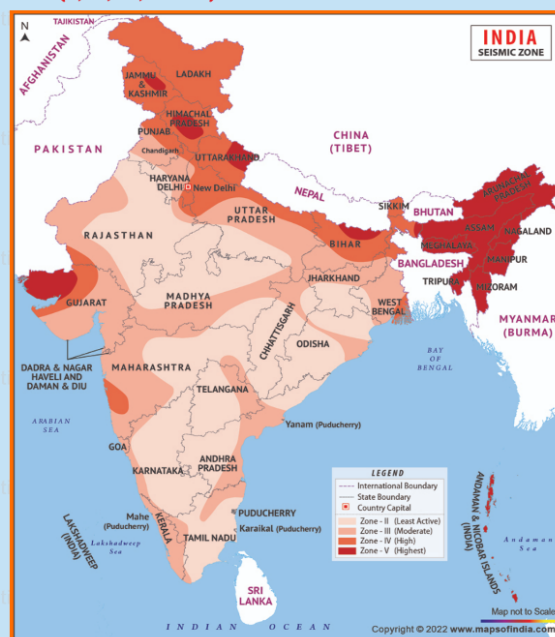 TAJIKISTAN
N
AFGHANISTAN
INDIA
SEISMIC ZONE
LADAKH
JAMMU
&
KASHMIR
HIMACHAL
PRADESH
PUNJAB
Chandigarh
UTTARAKHAND
CHINA
(TIBET)
PAKISTAN
HARYANA
DELHI
New Delhi
NEPAL
SIKKIM
BHUTAN
ARUNACHAL
PRADESH
UTTAR
PRADESH
RAJASTHAN
BIHAR
ASSAM
NAGALAND
MEGHALAYA
MANIPUR
BANGLADESH
TRIPURA
MIZORAM
JHARKHAND
WEST
BENGAL
GUJARAT
MADHYA
PRADESH
CHHATTISGARH
ODISHA
MYANMAR
(BURMA)
DADRA & NAGAR
HAVELI AND
DAMAN & DIU
MAHARASHTRA
TELANGANA
BAY
OF
BENGAL
ARABIAN
SEA
Yanam (Puducherry)
GOA
KARNATAKA
ANDHRA
PRADESH
LEGEND
International Boundary
State Boundary
Country Capital
Zone - II (Least Active)
Zone - III (Moderate)
Zone - IV (High)
Zone - V (Highest)
ANDAMAN & NICOBAR ISLANDS
(INDIA)
Andaman
Sea
LAKSHADWEEP
(INDIA)
Lakshadweep
Sea
Mahe
(Puducherry)
KERALA
PUDUCHERRY
Karaikal (Puducherry)
TAMIL NADU
SRI
LANKA
Map not to Scale
INDIAN OCEAN
Copyright © 2022 www.mapsofindia.com